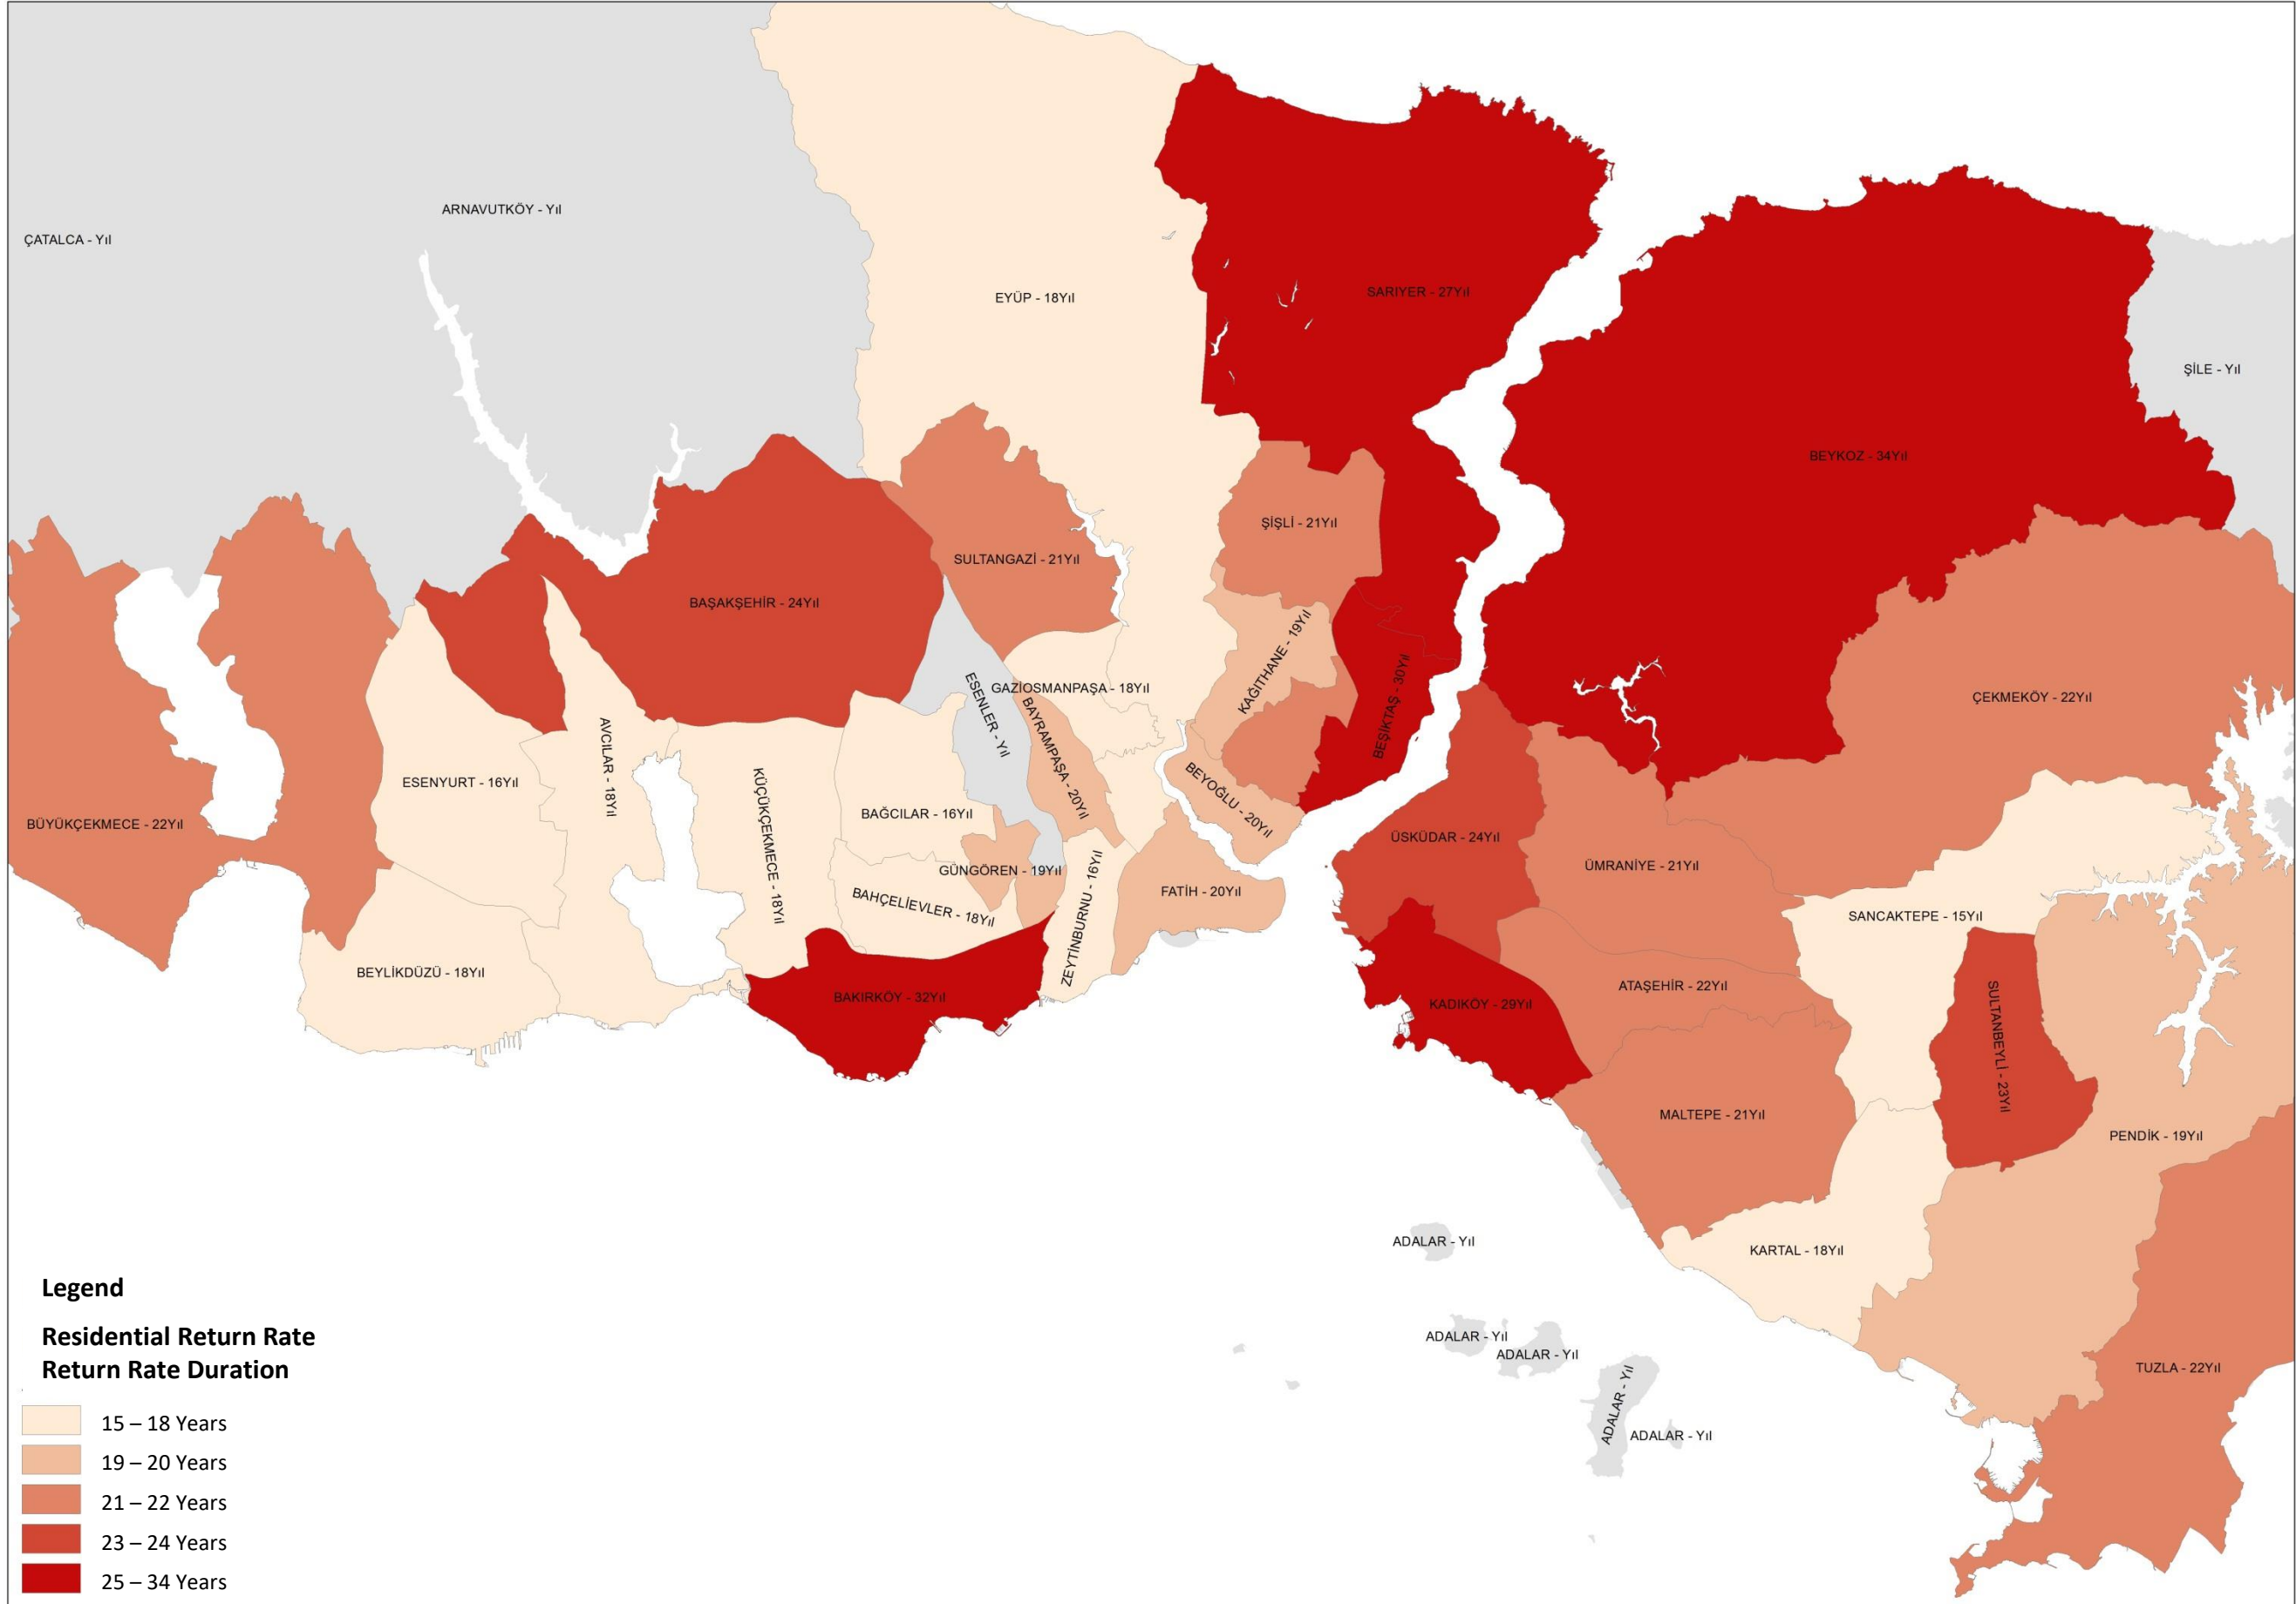 ARNAVUTKÖY - Yıl
ÇATALCA - Yıl
EYÜP - 18Yıl
SARIYER - 27Yıl
ŞİLE - Yıl
BEYKOZ - 34Yıl
ŞİŞLİ - 21Yıl
SULTANGAZİ - 21Yıl
BAŞAKŞEHİR - 24Yıl
KAĞITHANE - 19Yıl
GAZİOSMANPAŞA - 18Yıl
ESENLER - Yıl
BAYRAMPAŞA - 20Yıl
BEŞİKTAŞ - 30Yıl
ÇEKMEKÖY - 22Yıl
AVCILAR - 18Yıl
ESENYURT - 16Yıl
KÜÇÜKÇEKMECE - 18Yıl
BAĞCILAR - 16Yıl
BEYOĞLU - 20Yıl
BÜYÜKÇEKMECE - 22Yıl
ÜSKÜDAR - 24Yıl
ÜMRANİYE - 21Yıl
GÜNGÖREN - 19Yıl
ZEYTİNBURNU - 16Yıl
FATİH - 20Yıl
BAHÇELİEVLER - 18Yıl
SANCAKTEPE - 15Yıl
BEYLİKDÜZÜ - 18Yıl
BAKIRKÖY - 32Yıl
KADIKÖY - 29Yıl
ATAŞEHİR - 22Yıl
SULTANBEYLİ - 23Yıl
MALTEPE - 21Yıl
PENDİK - 19Yıl
ADALAR - Yıl
KARTAL - 18Yıl
ADALAR - Yıl
ADALAR - Yıl
ADALAR - Yıl
ADALAR - Yıl
TUZLA - 22Yıl
Legend
Residential Return Rate
Return Rate Duration
15 – 18 Years
19 – 20 Years
21 – 22 Years
23 – 24 Years
25 – 34 Years